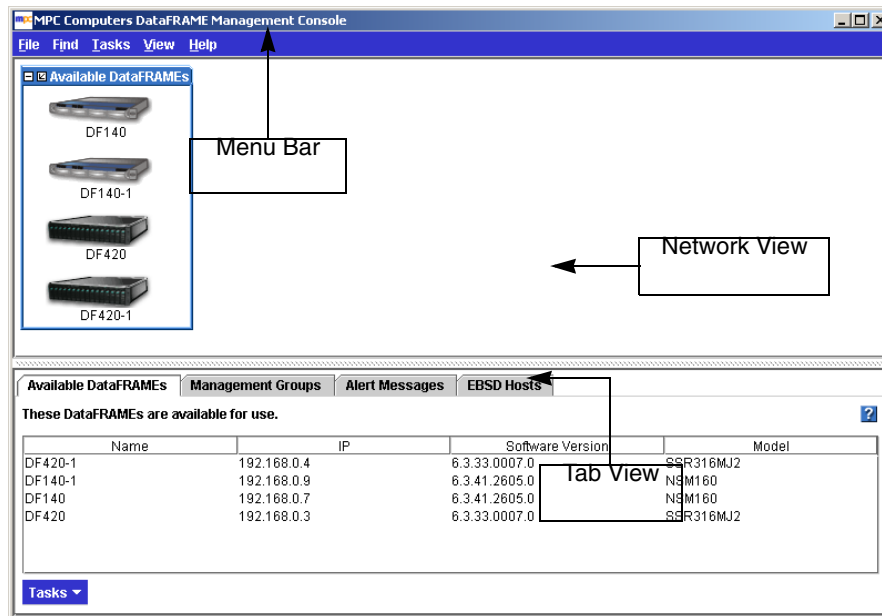 mpc MPC Computers DataFRAME Management Console
File Find Tasks View Help
Available DataFRAMEs
DF140
DF140-1
DF420
DF420-1
Menu Bar
Network View
Available DataFRAMEs Management Groups Alert Messages EBSD Hosts
These DataFRAMEs are available for use. ?
Name IP Software Version Model
DF420-1 192.168.0.4 6.3.33.0007.0 SSR316MJ2
DF140-1 192.168.0.9 6.3.41.2605.0 NSM160
DF140 192.168.0.7 6.3.41.2605.0 NSM160
DF420 192.168.0.3 6.3.33.0007.0 SSR316MJ2
Tab View
Tasks